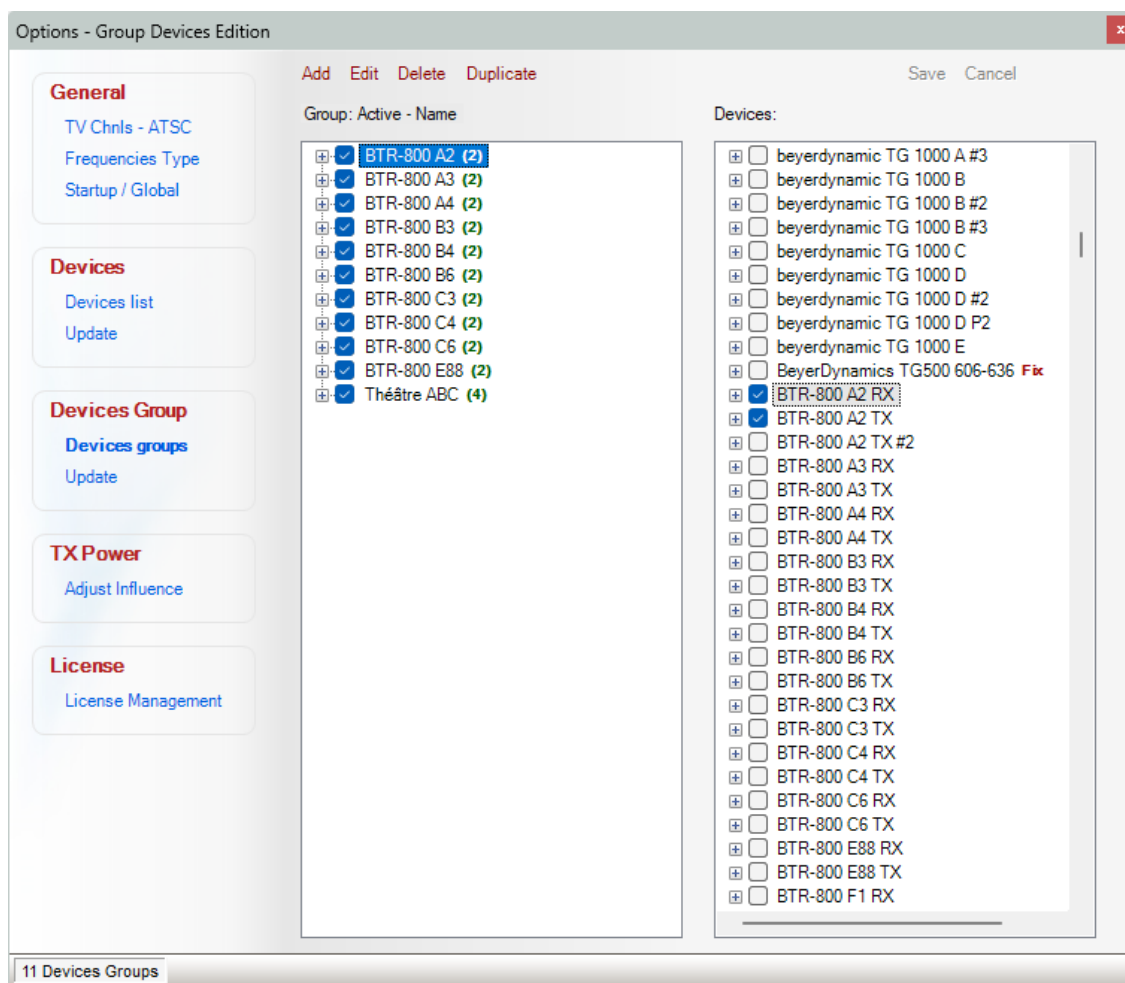 Options - Group Devices Edition
x
General
TV Chnls - ATSC
Frequencies Type
Startup / Global
Devices
Devices list
Update
Devices Group
Devices groups
Update
TX Power
Adjust Influence
License
License Management
Add Edit Delete Duplicate
Save Cancel
Group: Active - Name
BTR-800 A2 (2)
BTR-800 A3 (2)
BTR-800 A4 (2)
BTR-800 B3 (2)
BTR-800 B4 (2)
BTR-800 B6 (2)
BTR-800 C3 (2)
BTR-800 C4 (2)
BTR-800 C6 (2)
BTR-800 E88 (2)
Théâtre ABC (4)
Devices:
beyerdynamic TG 1000 A #3
beyerdynamic TG 1000 B
beyerdynamic TG 1000 B #2
beyerdynamic TG 1000 B #3
beyerdynamic TG 1000 C
beyerdynamic TG 1000 D
beyerdynamic TG 1000 D #2
beyerdynamic TG 1000 D P2
beyerdynamic TG 1000 E
BeyerDynamics TG500 606-636 Fix
BTR-800 A2 RX
BTR-800 A2 TX
BTR-800 A2 TX #2
BTR-800 A3 RX
BTR-800 A3 TX
BTR-800 A4 RX
BTR-800 A4 TX
BTR-800 B3 RX
BTR-800 B3 TX
BTR-800 B4 RX
BTR-800 B4 TX
BTR-800 B6 RX
BTR-800 B6 TX
BTR-800 C3 RX
BTR-800 C3 TX
BTR-800 C4 RX
BTR-800 C4 TX
BTR-800 C6 RX
BTR-800 C6 TX
BTR-800 E88 RX
BTR-800 E88 TX
BTR-800 F1 RX
11 Devices Groups